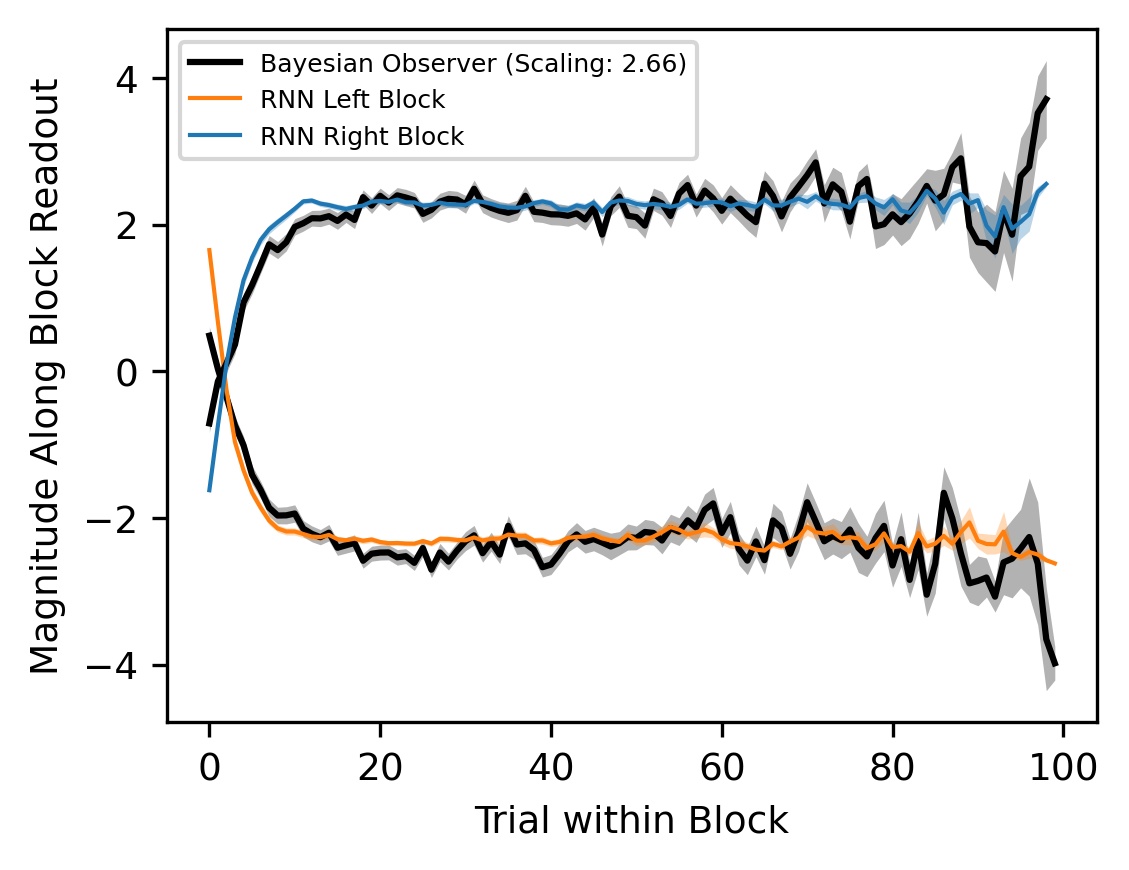 Bayesian Observer (Scaling: 2.66)
RNN Left Block
RNN Right Block
Magnitude Along Block Readout
4
2
0
−2
−4
0 20 40 60 80 100
Trial within Block